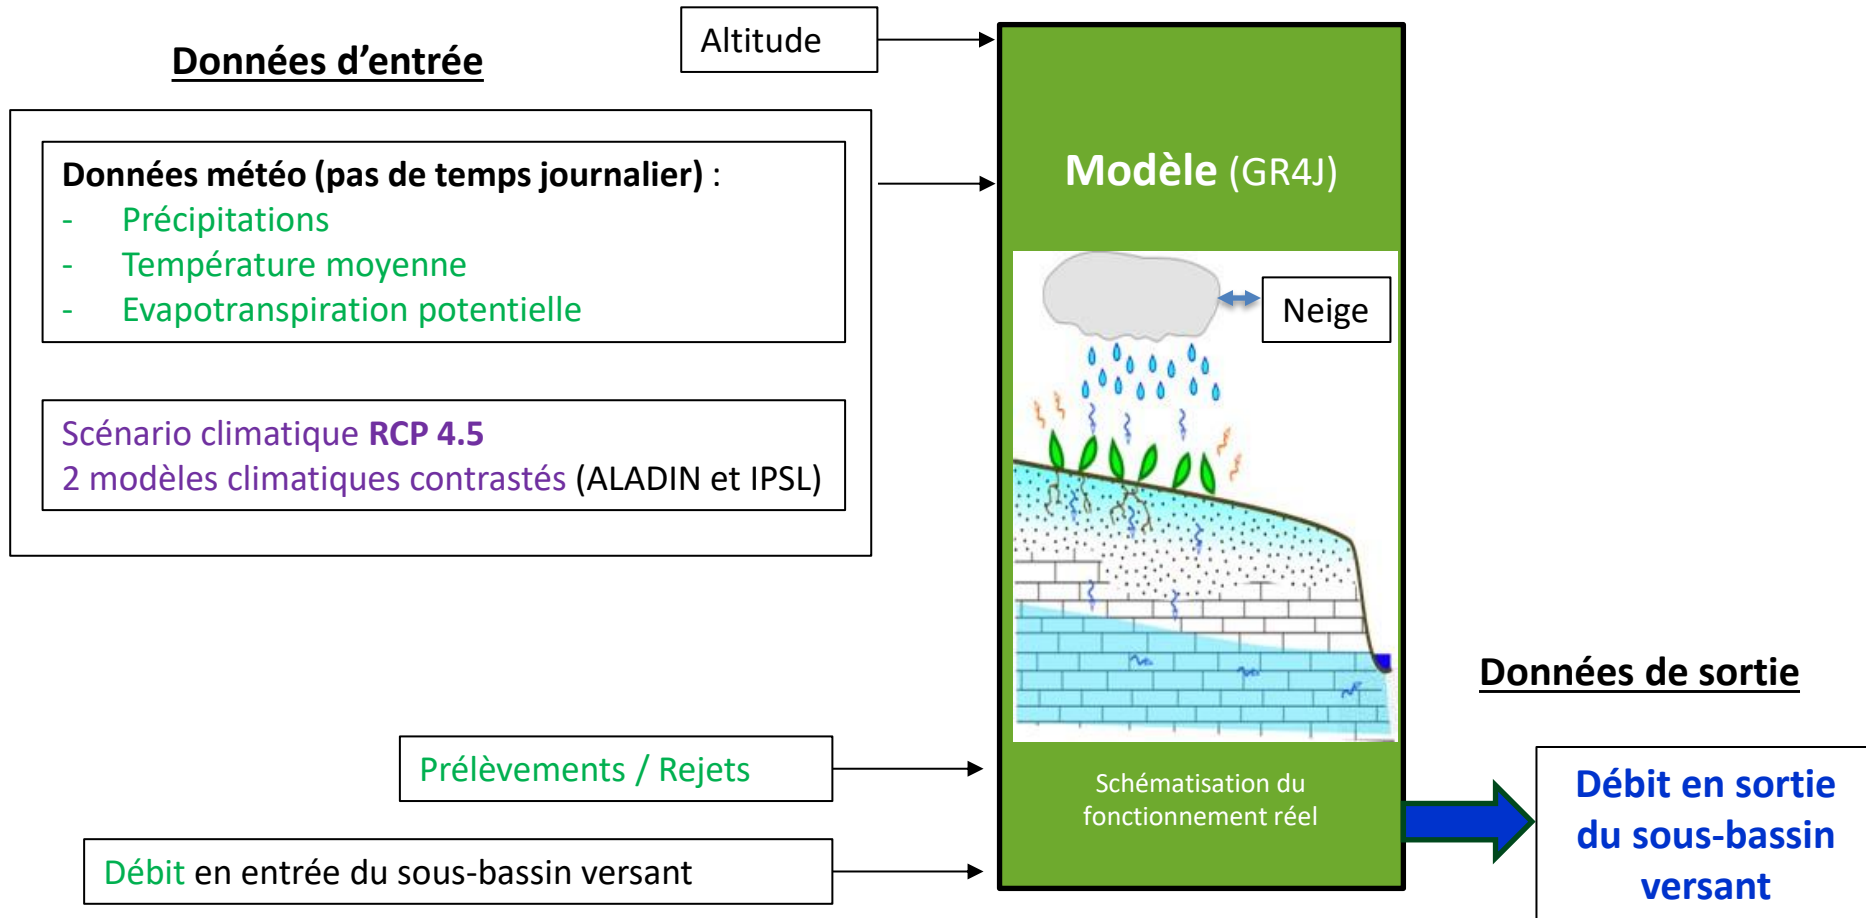 Données d'entrée
Altitude
Données météo (pas de temps journalier) :
- Précipitations
- Température moyenne
- Evapotranspiration potentielle
Scénario climatique RCP 4.5
2 modèles climatiques contrastés (ALADIN et IPSL)
Modèle (GR4J)
Neige
Prélèvements / Rejets
Débit en entrée du sous-bassin versant
Schématisation du
fonctionnement réel
Données de sortie
Débit en sortie
du sous-bassin
versant